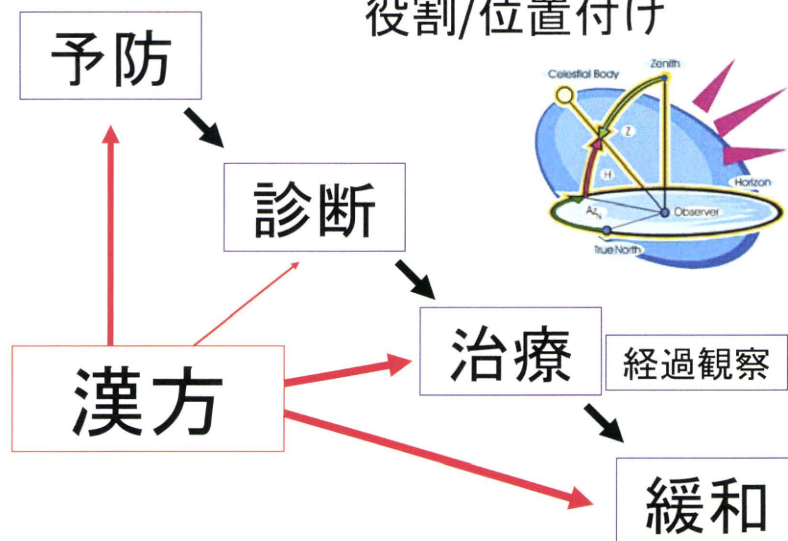 役割/位置付け
予防
Celestial Body
Zenith
Z
H
Horizon
Az
N
Observer
True North
診断
治療
経過観察
漢方
緩和